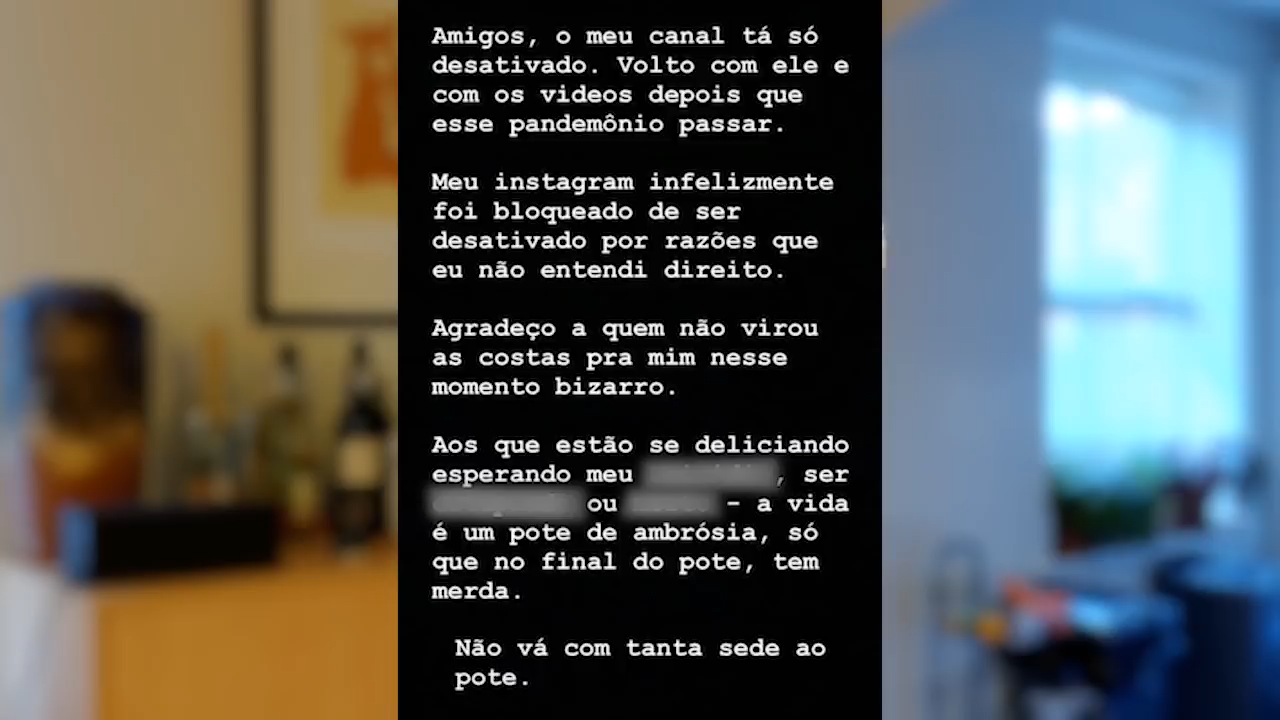 Amigos, o meu canal tá só
desativado. Volto com ele e
com os videos depois que
esse pandemônio passar.
Meu instagram infelizmente
foi bloqueado de ser
desativado por razões que
eu não entendi direito.
Agradeço a quem não virou
as costas pra mim nesse
momento bizarro.
Aos que estão se deliciando
esperando meu , ser
ou - a vida
é um pote de ambrósia, só
que no final do pote, tem
merda.
Não vá com tanta sede ao
pote.